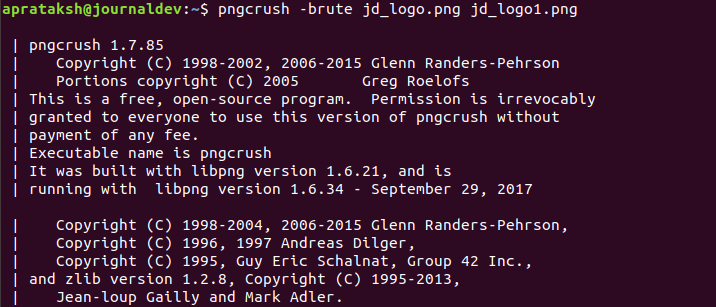 aprataksh@journaldev:~$ pngcrush -brute jd_logo.png jd_logo1.png
| pngcrush 1.7.85
|    Copyright (C) 1998-2002, 2006-2015 Glenn Randers-Pehrson
|    Portions copyright (C) 2005       Greg Roelofs
| This is a free, open-source program.  Permission is irrevocably
| granted to everyone to use this version of pngcrush without
| payment of any fee.
| Executable name is pngcrush
| It was built with libpng version 1.6.21, and is
| running with  libpng version 1.6.34 - September 29, 2017
|    Copyright (C) 1998-2004, 2006-2015 Glenn Randers-Pehrson,
|    Copyright (C) 1996, 1997 Andreas Dilger,
|    Copyright (C) 1995, Guy Eric Schalnat, Group 42 Inc.,
| and zlib version 1.2.8, Copyright (C) 1995-2013,
|    Jean-loup Gailly and Mark Adler.